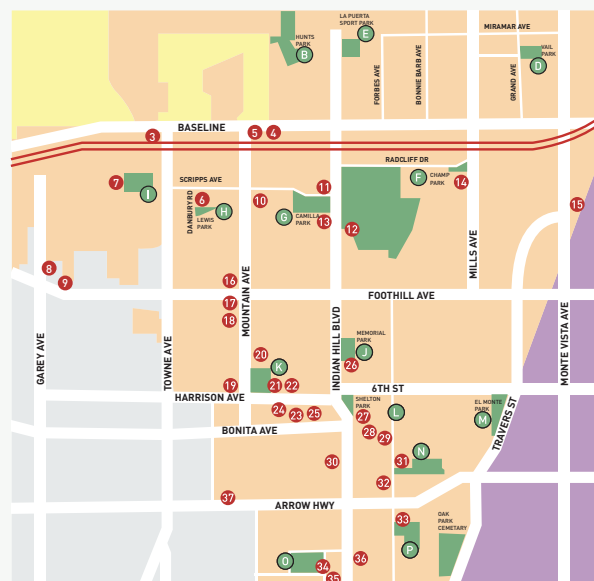 LA PUERTA
SPORT PARK
E
HUNTS
PARK
B
MIRAMAR AVE
VAIL
PARK
D
FORBES AVE
BONNIE BARB AVE
GRAND AVE
BASELINE
3
5
4
RADCLIFF DR
SCRIPPS AVE
7
I
DANBURY RD
6
LEWIS
PARK
H
10
11
G
CAMILLA
PARK
13
12
F
CHAMP
PARK
14
15
8
9
16
17
18
MOUNTAIN AVE
MILLS AVE
FOOTHILL AVE
GAREY AVE
TOWNE AVE
INDIAN HILL BLVD
MONTE VISTA AVE
MEMORIAL
PARK
J
26
20
K
19
21
22
HARRISON AVE
6TH ST
SHELTON
PARK
27
L
EL MONTE
PARK
M
TRAVERS ST
24
23
25
BONITA AVE
28
29
N
30
31
32
37
ARROW HWY
33
OAK
PARK
CEMETARY
P
O
34
35
36